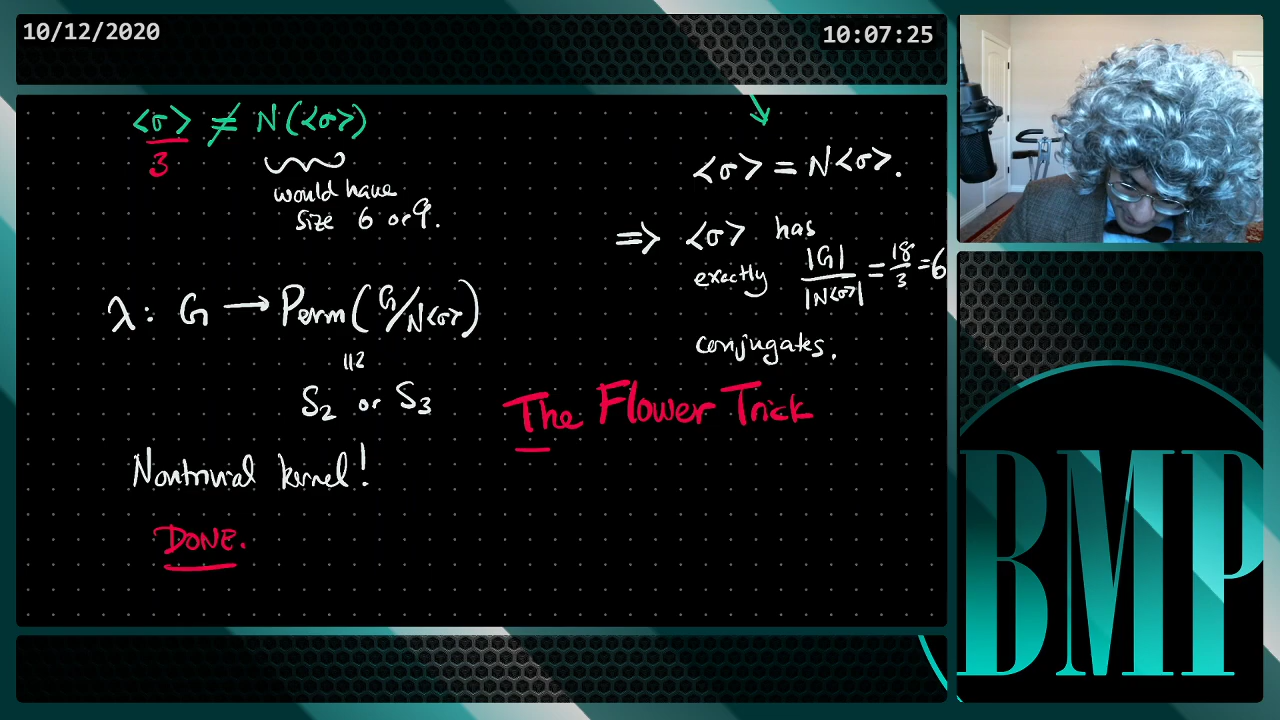 10/12/2020
10:07:25
<σ> ≠ N(<σ>)
3
would have
size 6 or 9.
λ: G → Perm(G/N<σ>)
≅
S₂ or S₃
Nontrivial kernel!
DONE.
<σ> = N<σ>.
⇒ <σ> has
exactly |G|/|N<σ>| = 18/3 = 6
conjugates.
The Flower Trick
BMP